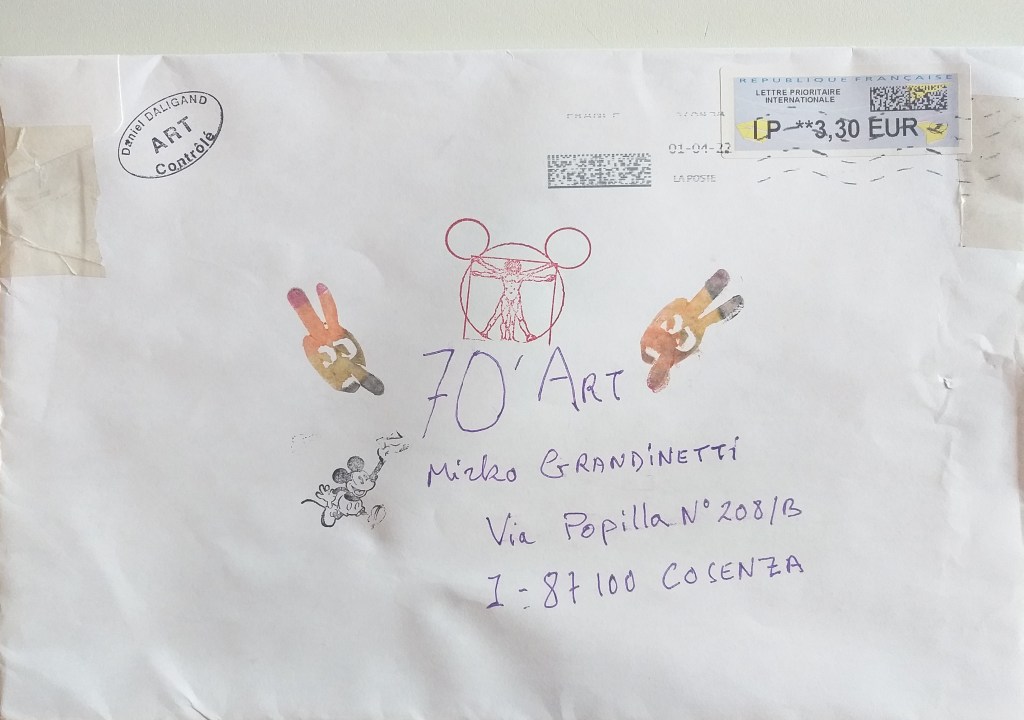 Daniel DALIGAND
ART
Contrôlé
REPUBLIQUE FRANÇAISE
LETTRE PRIORITAIRE
INTERNATIONALE
LP **3,30 EUR
01-04-22
LA POSTE
70' ART
Mirko GRANDINETTI
Via Popilla N° 208/B
I - 87100 COSENZA